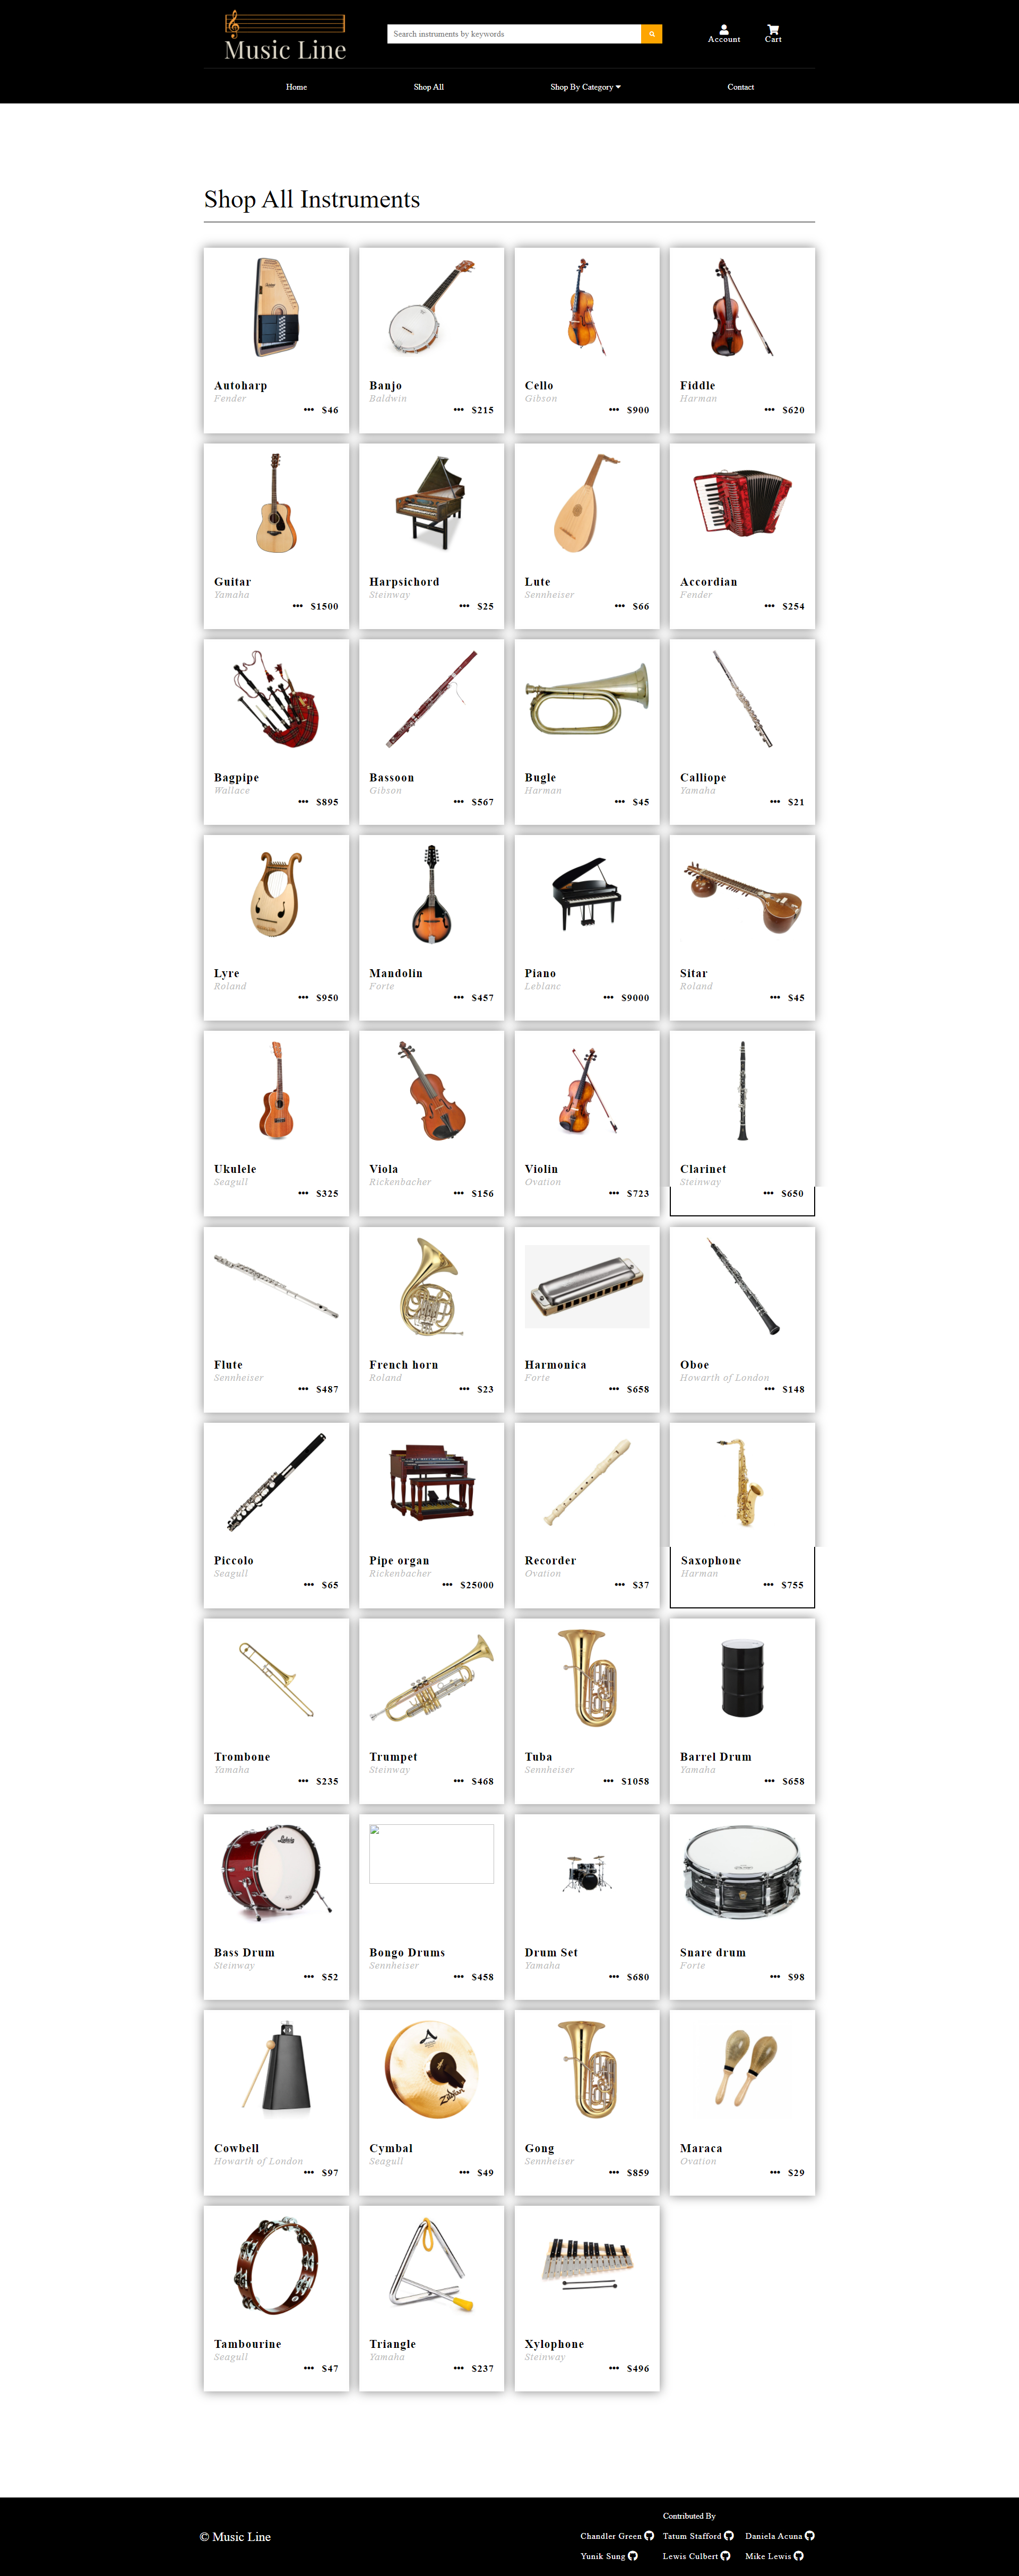 Music Line
Search instruments by keywords
Account
Cart
Home
Shop All
Shop By Category
Contact
Shop All Instruments
Autoharp
Fender
••• $46
Banjo
Baldwin
••• $215
Cello
Gibson
••• $900
Fiddle
Harman
••• $620
Guitar
Yamaha
••• $1500
Harpsichord
Steinway
••• $25
Lute
Sennheiser
••• $66
Accordian
Fender
••• $254
Bagpipe
Wallace
••• $895
Bassoon
Gibson
••• $567
Bugle
Harman
••• $45
Calliope
Yamaha
••• $21
Lyre
Roland
••• $950
Mandolin
Forte
••• $457
Piano
Leblanc
••• $9000
Sitar
Roland
••• $45
Ukulele
Seagull
••• $325
Viola
Rickenbacher
••• $156
Violin
Ovation
••• $723
Clarinet
Steinway
••• $650
Flute
Sennheiser
••• $487
French horn
Roland
••• $23
Harmonica
Forte
••• $658
Oboe
Howarth of London
••• $148
Piccolo
Seagull
••• $65
Pipe organ
Rickenbacher
••• $25000
Recorder
Ovation
••• $37
Saxophone
Harman
••• $755
Trombone
Yamaha
••• $235
Trumpet
Steinway
••• $468
Tuba
Sennheiser
••• $1058
Barrel Drum
Yamaha
••• $658
Ludwig
Bass Drum
Steinway
••• $52
Bongo Drums
Sennheiser
••• $458
Drum Set
Yamaha
••• $680
Snare drum
Forte
••• $98
Cowbell
Howarth of London
••• $97
Zildjian
Cymbal
Seagull
••• $49
Gong
Sennheiser
••• $859
Maraca
Ovation
••• $29
Tambourine
Seagull
••• $47
Triangle
Yamaha
••• $237
Xylophone
Steinway
••• $496
© Music Line
Contributed By
Chandler Green
Tatum Stafford
Daniela Acuna
Yunik Sung
Lewis Culbert
Mike Lewis